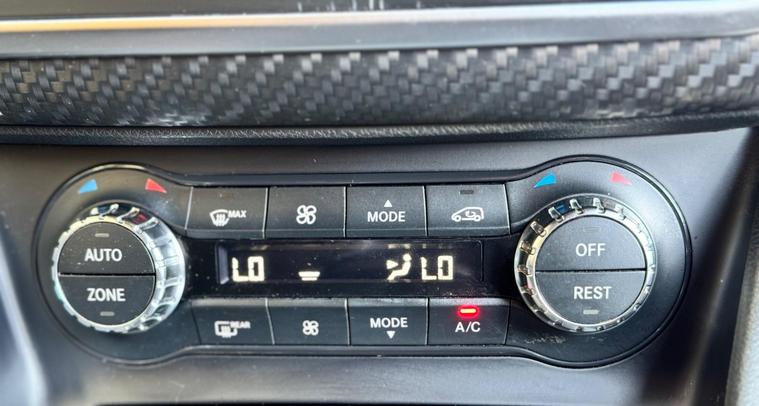 MAX
MODE
AUTO
ZONE
LO
LO
OFF
REST
REAR
MODE
A/C